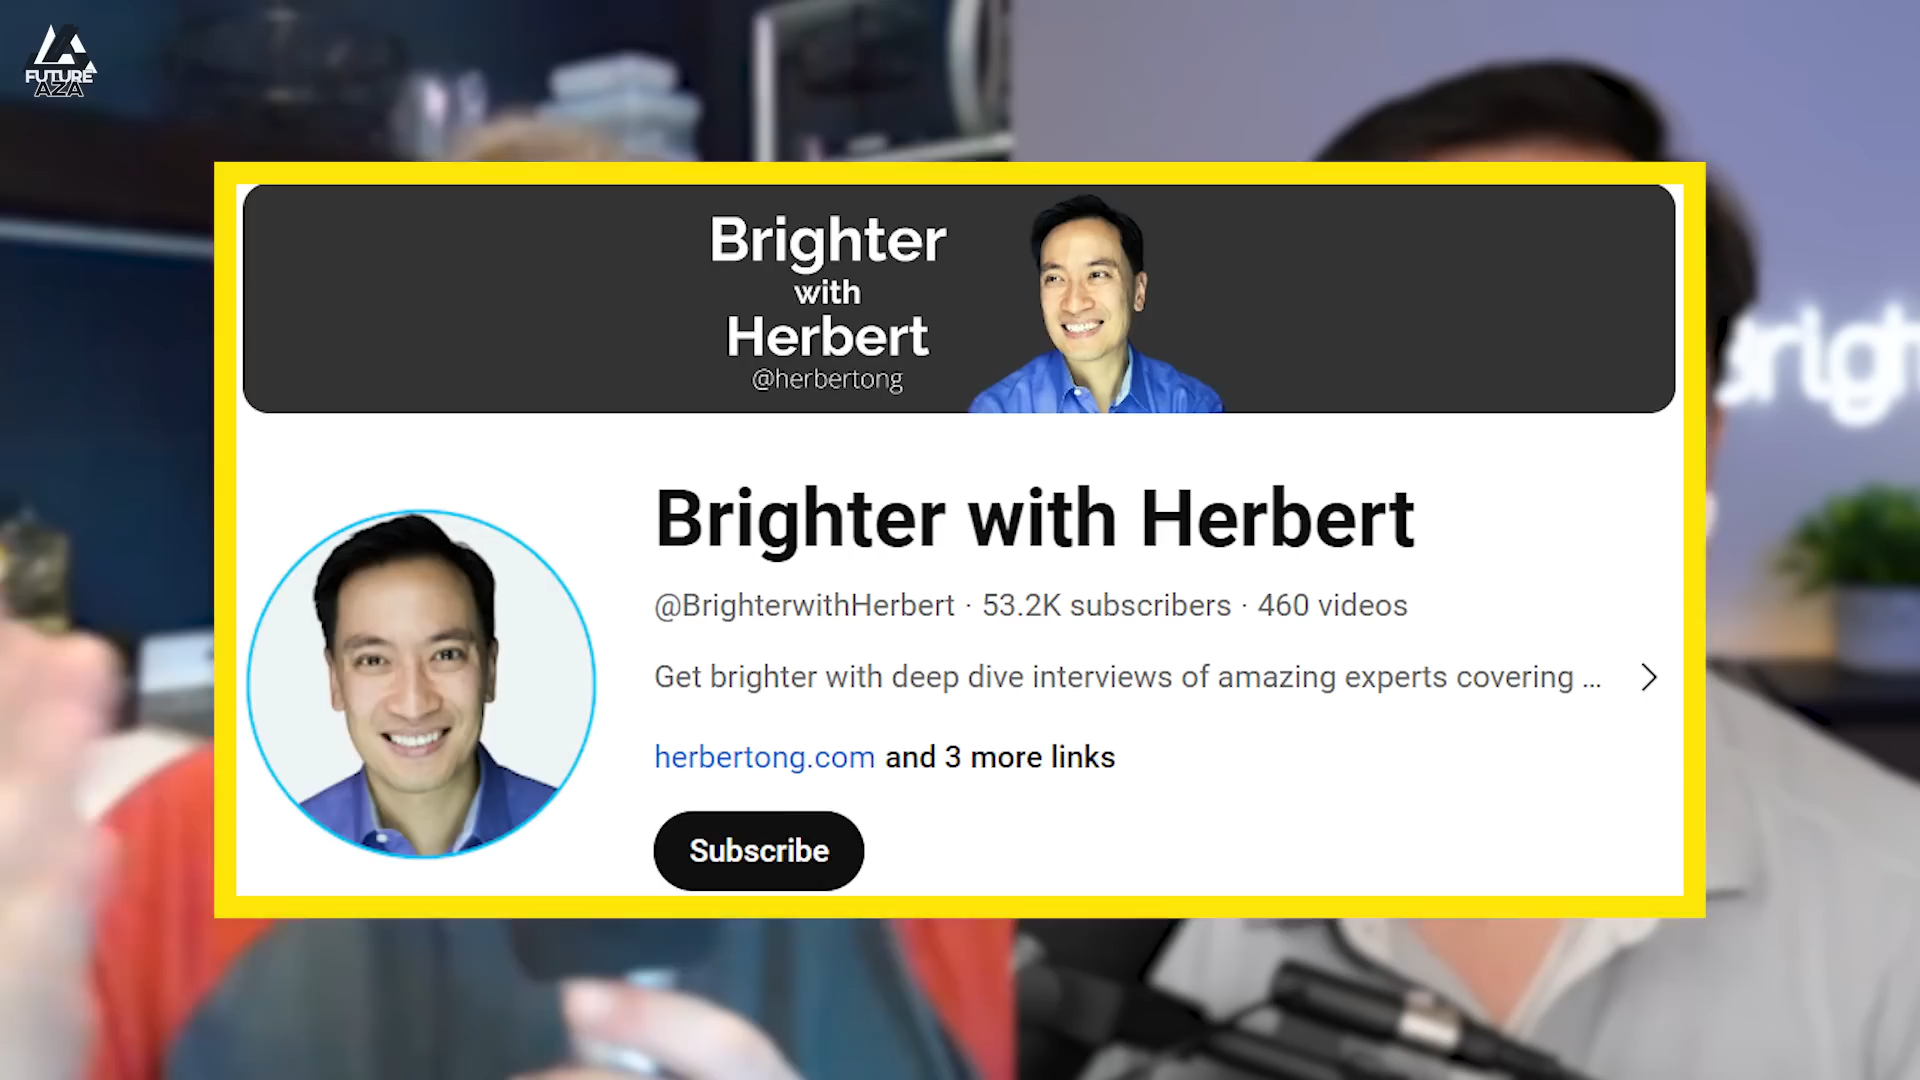 FUTURE
AZA
Brighter
with
Herbert
@herbertong
Brighter with Herbert
@BrighterwithHerbert · 53.2K subscribers · 460 videos
Get brighter with deep dive interviews of amazing experts covering ...
herbertong.com and 3 more links
Subscribe